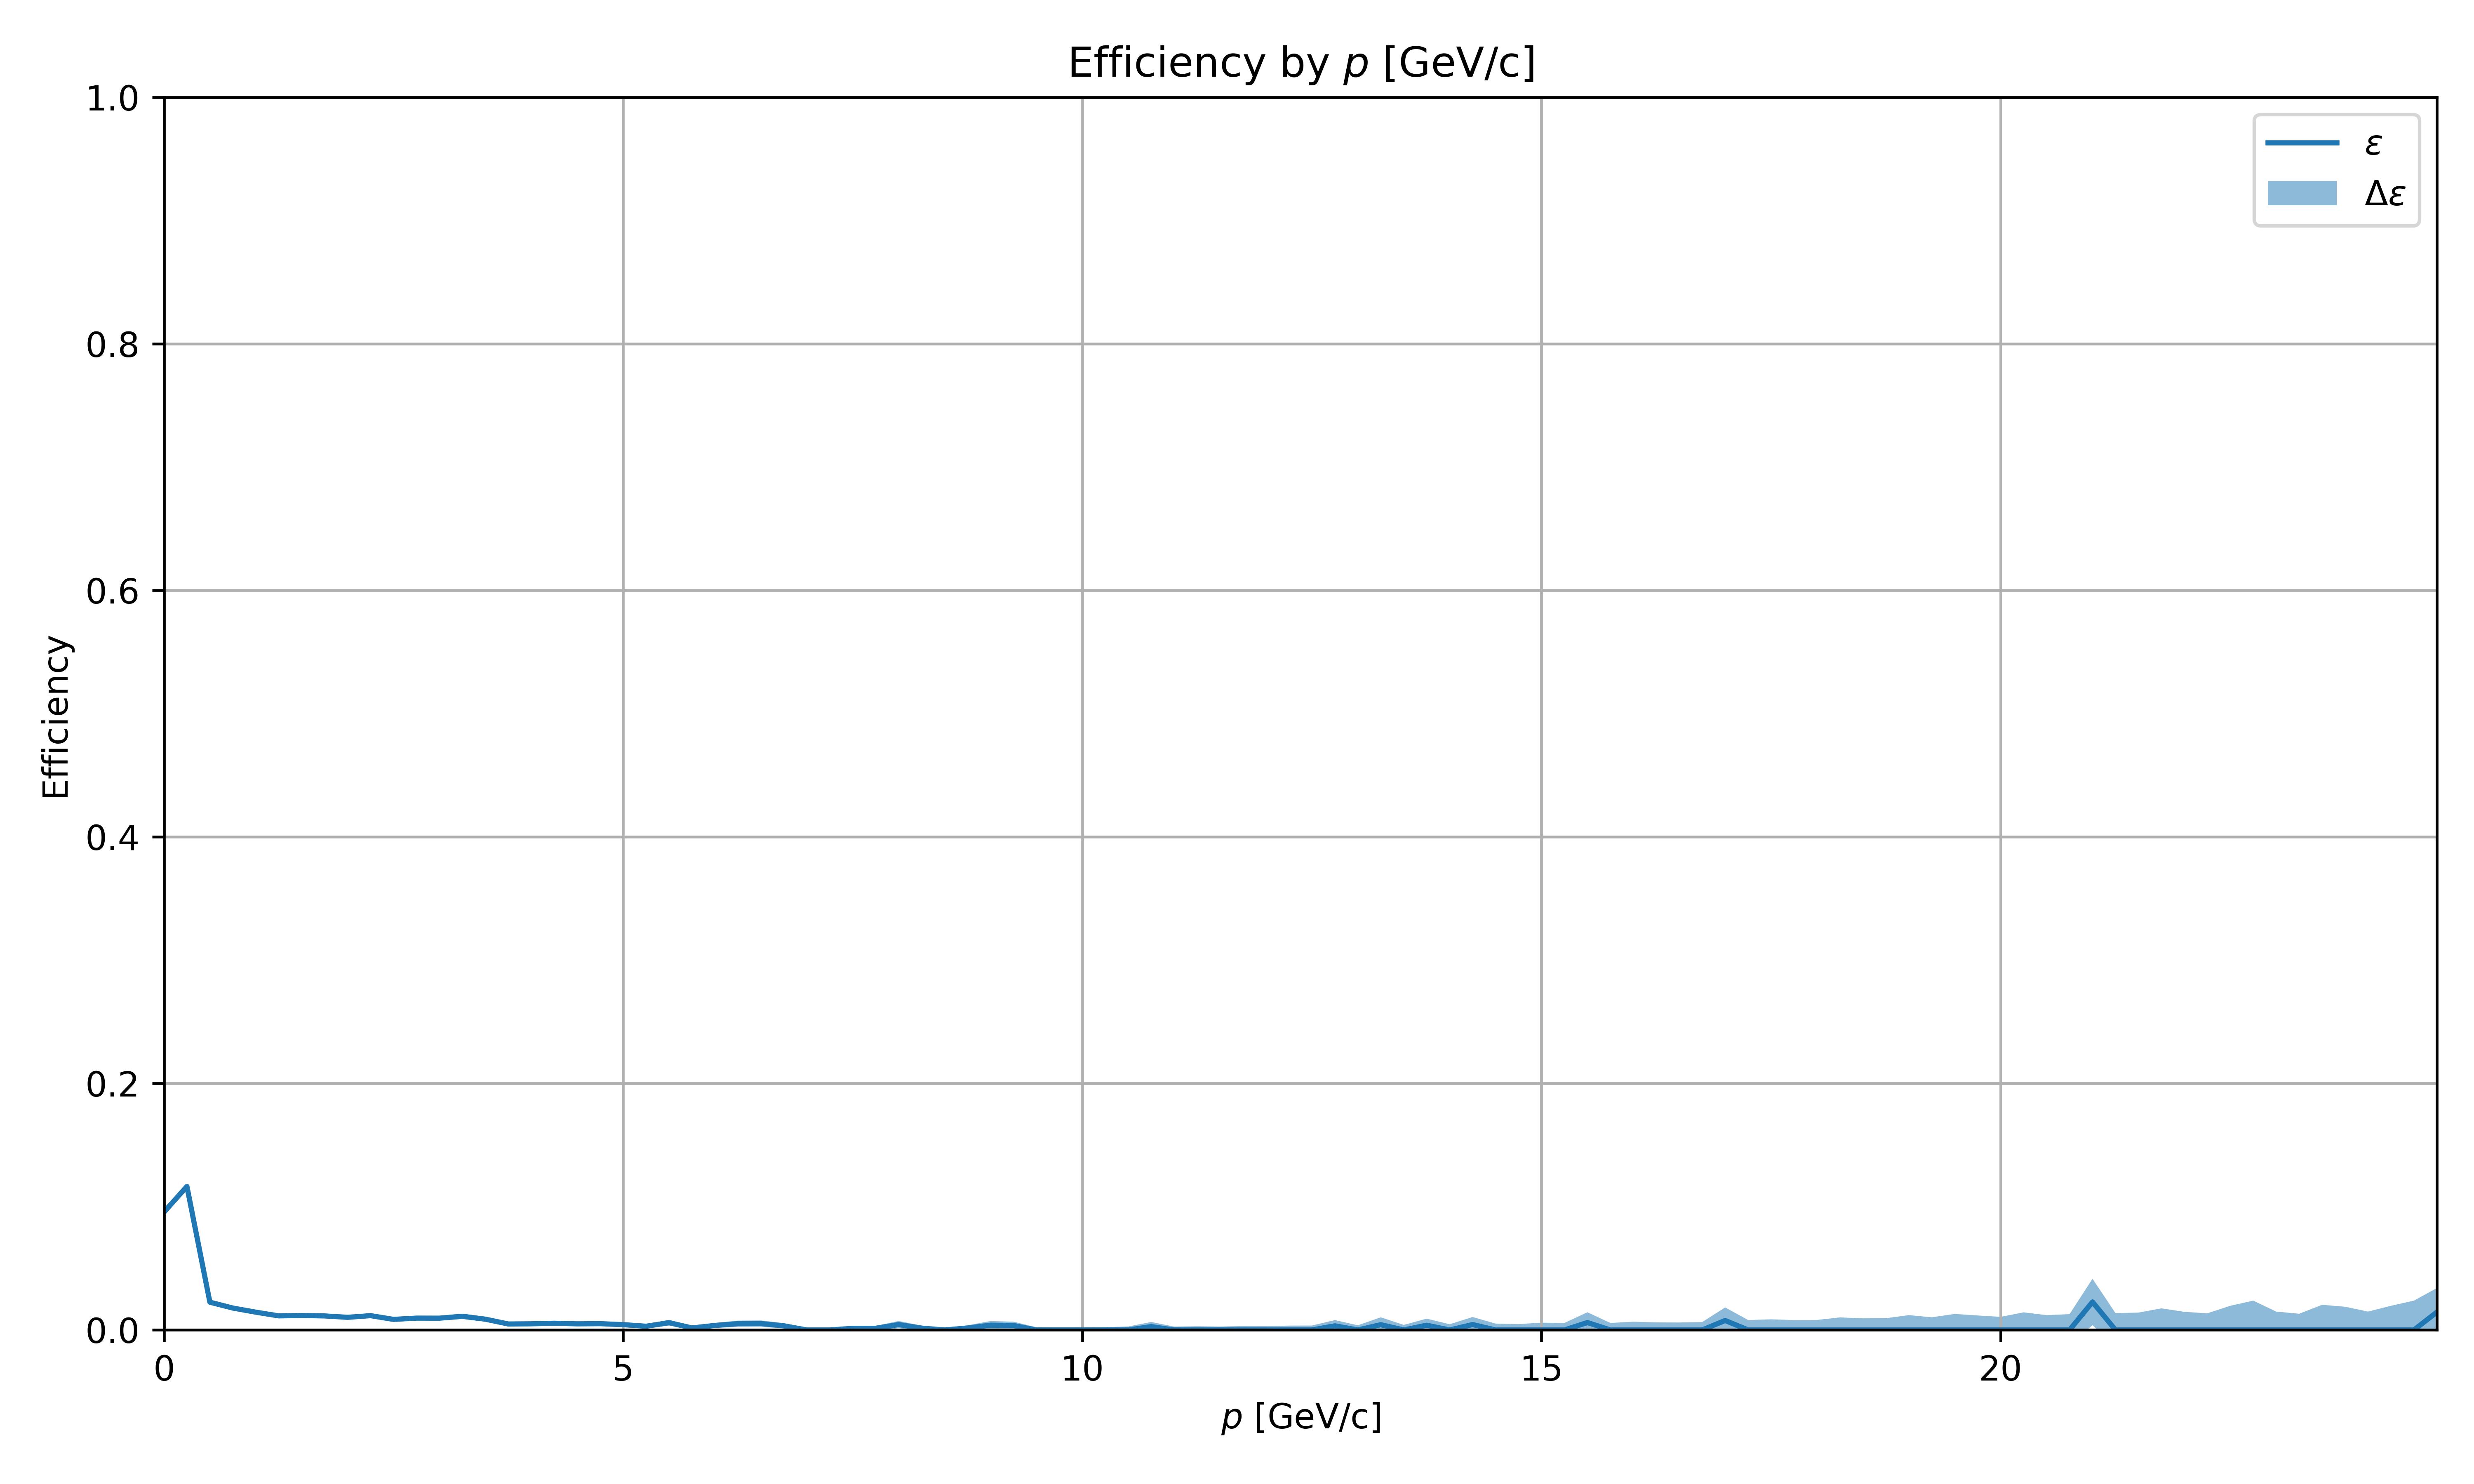 Efficiency by p [GeV/c]
1.0
0.8
0.6
0.4
0.2
0.0
Efficiency
ε
Δε
0 5 10 15 20
p [GeV/c]